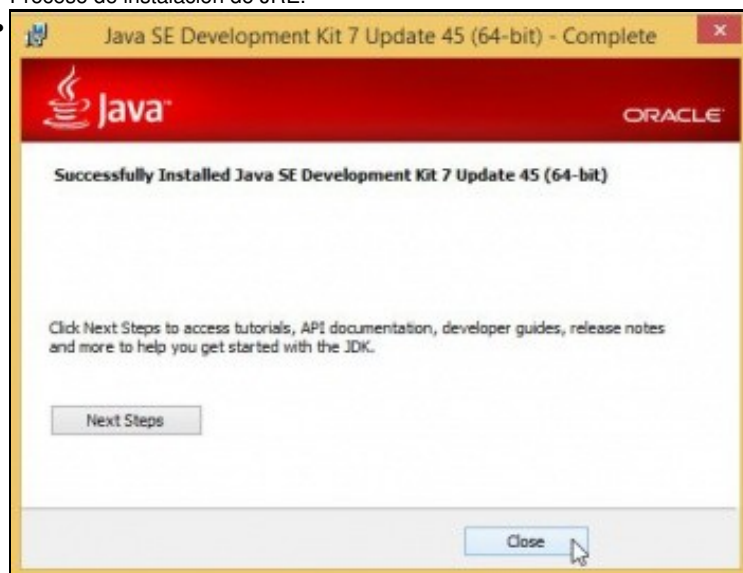 Proceso de instalación de JRE.
Java SE Development Kit 7 Update 45 (64-bit) - Complete
Java™
ORACLE®
Successfully Installed Java SE Development Kit 7 Update 45 (64-bit)
Click Next Steps to access tutorials, API documentation, developer guides, release notes
and more to help you get started with the JDK.
Next Steps
Close